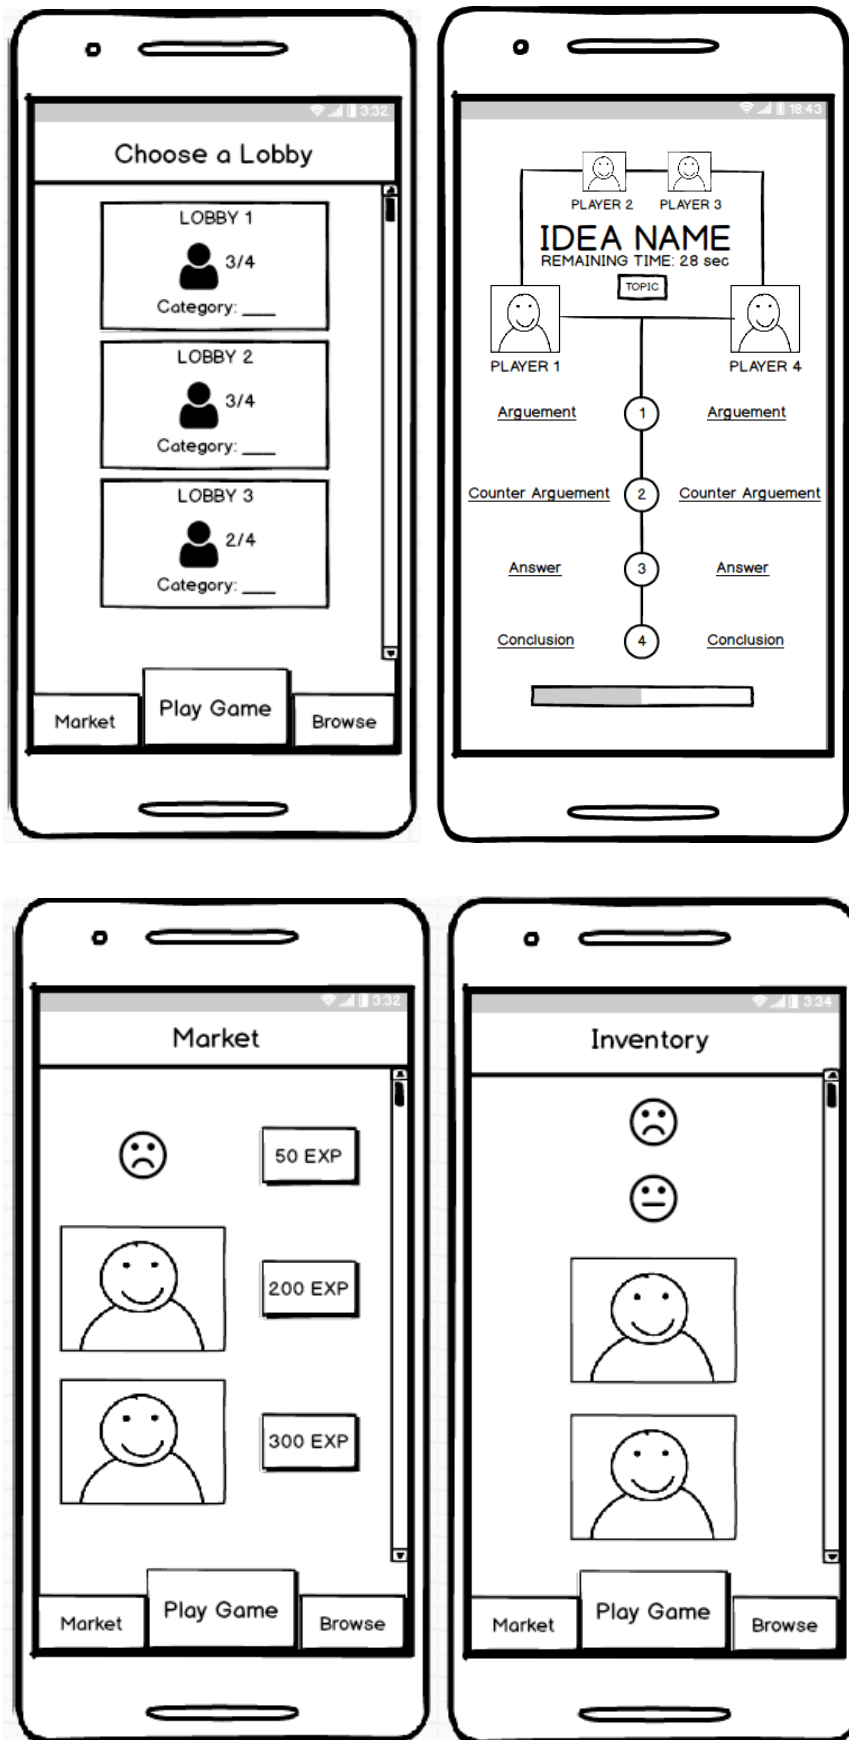 3:32
Choose a Lobby
LOBBY 1
3/4
Category: ___
LOBBY 2
3/4
Category: ___
LOBBY 3
2/4
Category: ___
Market
Play Game
Browse
18:43
PLAYER 2
PLAYER 3
IDEA NAME
REMAINING TIME: 28 sec
TOPIC
PLAYER 1
PLAYER 4
Arguement
1
Arguement
Counter Arguement
2
Counter Arguement
Answer
3
Answer
Conclusion
4
Conclusion
3:32
Market
50 EXP
200 EXP
300 EXP
Market
Play Game
Browse
3:34
Inventory
Market
Play Game
Browse